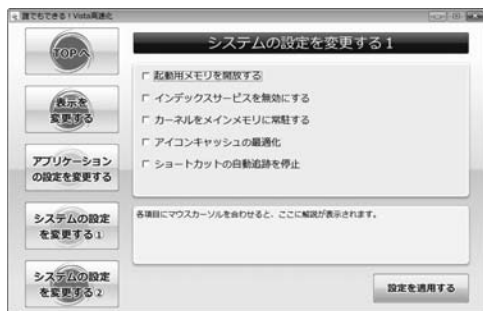 誰でもできる！Vista高速化
TOPへ
表示を
変更する
アプリケーション
の設定を変更する
システムの設定
を変更する①
システムの設定
を変更する②
システムの設定を変更する１
起動用メモリを開放する
インデックスサービスを無効にする
カーネルをメインメモリに常駐する
アイコンキャッシュの最適化
ショートカットの自動追跡を停止
各項目にマウスカーソルを合わせると、ここに解説が表示されます。
設定を適用する